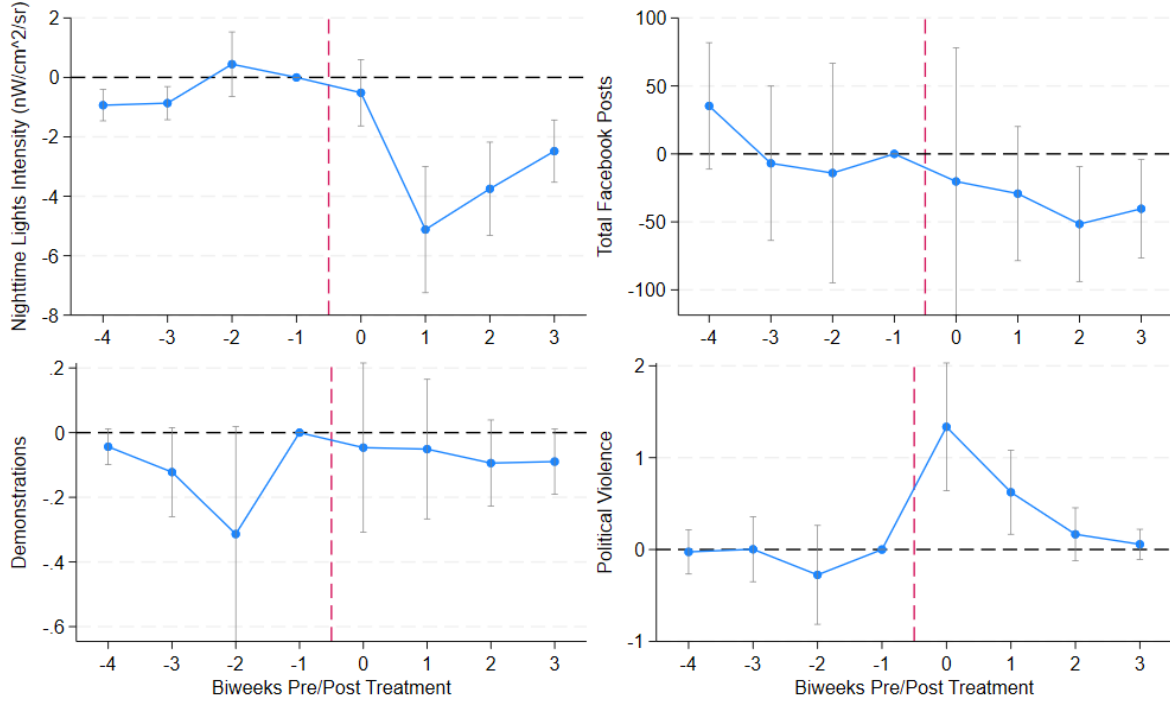 Nighttime Lights Intensity (nW/cm^2/sr)
2
0
-2
-4
-6
-8
-4 -3 -2 -1 0 1 2 3
Total Facebook Posts
100
50
0
-50
-100
-4 -3 -2 -1 0 1 2 3
Demonstrations
.2
0
-.2
-.4
-.6
-4 -3 -2 -1 0 1 2 3
Biweeks Pre/Post Treatment
Political Violence
2
1
0
-1
-4 -3 -2 -1 0 1 2 3
Biweeks Pre/Post Treatment